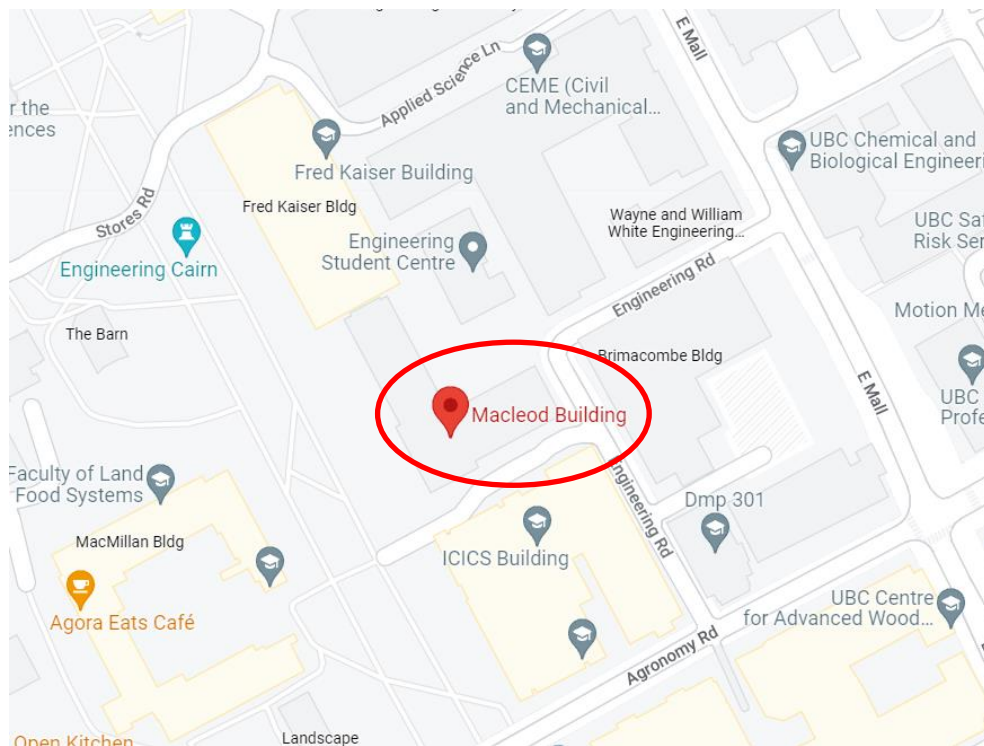 E Mall
Applied Science Ln
CEME (Civil
and Mechanical...
r the
ences
UBC Chemical and
Biological Engineeri
Fred Kaiser Building
Fred Kaiser Bldg
Wayne and William
White Engineering...
UBC Saf
Risk Ser
Stores Rd
Engineering
Student Centre
Engineering Cairn
Engineering Rd
Motion Me
The Barn
Brimacombe Bldg
E Mall
UBC
Profe
Macleod Building
Faculty of Land
Food Systems
Engineering Rd
Dmp 301
MacMillan Bldg
ICICS Building
Agora Eats Café
UBC Centre
for Advanced Wood...
Agronomy Rd
Landscape
Open Kitchen